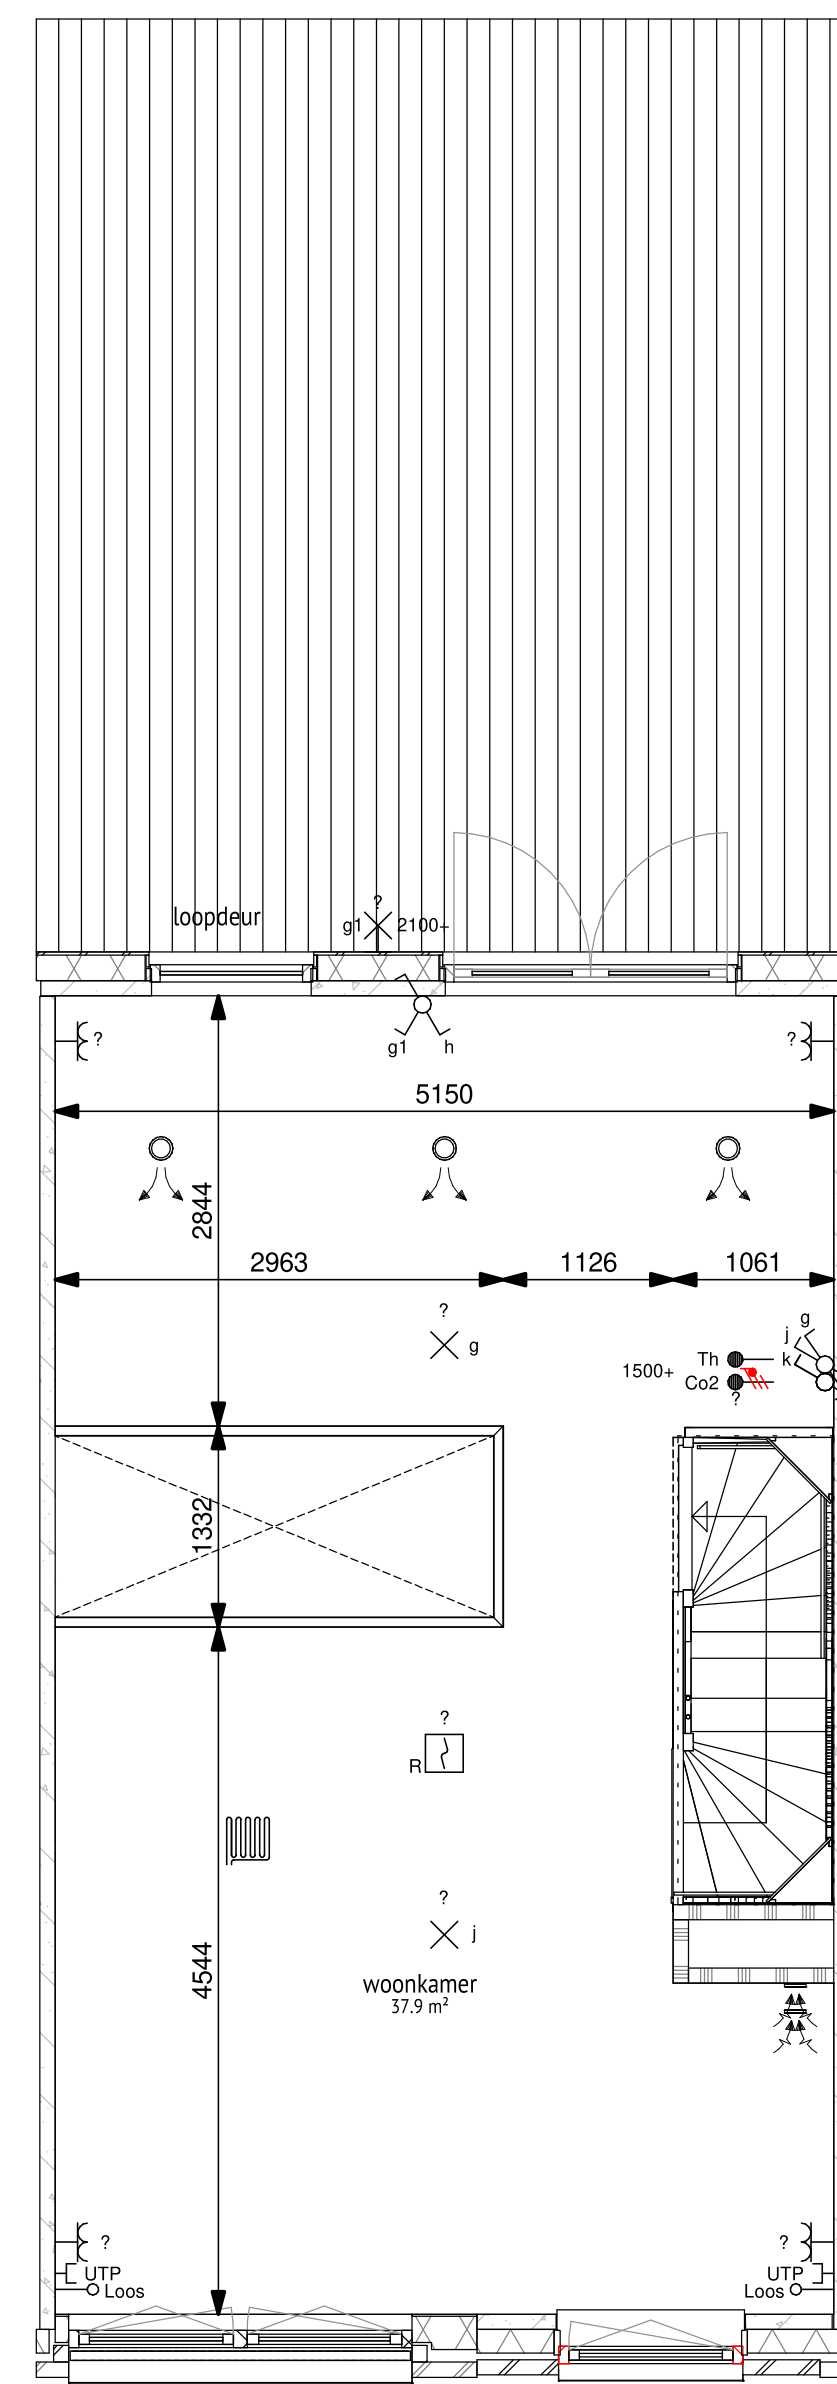 loopdeur
?
g1 2100+
g1 h
? ?
5150
2844
2963 1126 1061
?
g
g
j
k
Th
1500+
Co2
?
1332
?
R
?
j
4544
woonkamer
37.9 m²
? ?
UTP UTP
Loos Loos